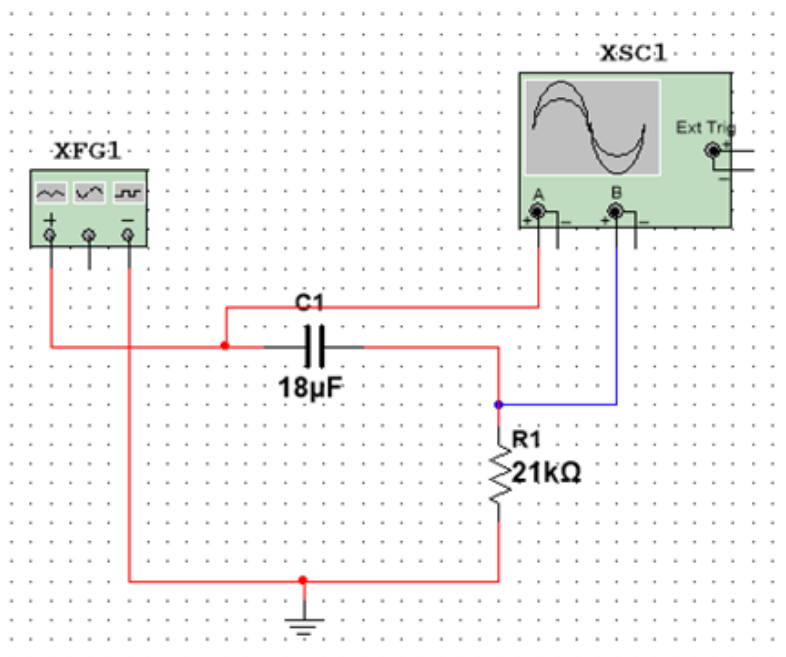 XSC1
Ext Trig
+
−
A
B
+ − + −
XFG1
+ −
C1
18µF
R1
21kΩ